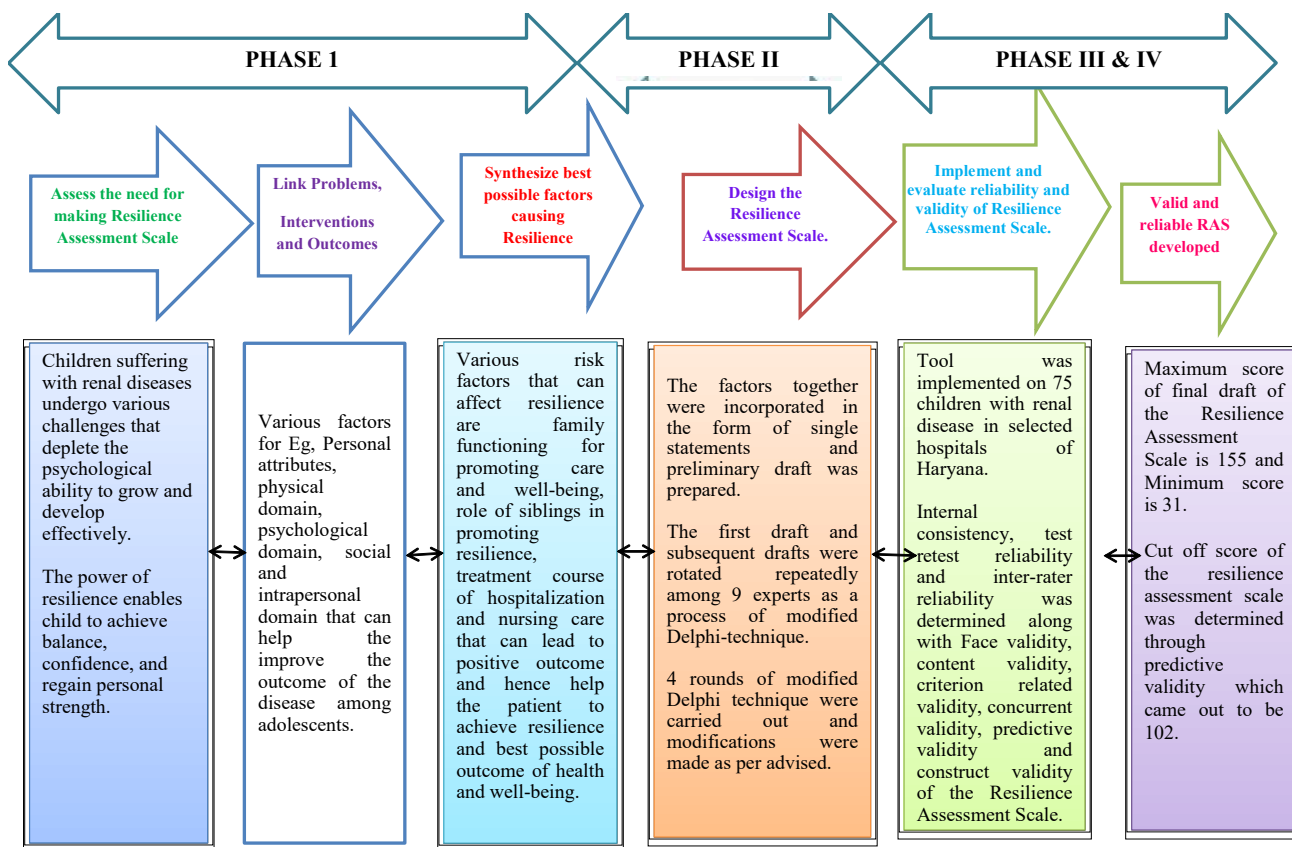 PHASE 1
PHASE II
PHASE III & IV
Assess the need for
making Resilience
Assessment Scale
Link Problems,
Interventions
and Outcomes
Synthesize best
possible factors
causing
Resilience
Design the
Resilience
Assessment Scale.
Implement and
evaluate reliability and
validity of Resilience
Assessment Scale.
Valid and
reliable RAS
developed
Children suffering
with renal diseases
undergo various
challenges that
deplete the
psychological
ability to grow and
develop
effectively.
The power of
resilience enables
child to achieve
balance,
confidence, and
regain personal
strength.
Various factors
for Eg, Personal
attributes,
physical
domain,
psychological
domain, social
and
intrapersonal
domain that can
help the
improve the
outcome of the
disease among
adolescents.
Various risk
factors that can
affect resilience
are family
functioning for
promoting care
and well-being,
role of siblings in
promoting
resilience,
treatment course
of hospitalization
and nursing care
that can lead to
positive outcome
and hence help
the patient to
achieve resilience
and best possible
outcome of health
and well-being.
The factors together
were incorporated in
the form of single
statements and
preliminary draft was
prepared.
The first draft and
subsequent drafts were
rotated repeatedly
among 9 experts as a
process of modified
Delphi-technique.
4 rounds of modified
Delphi technique were
carried out and
modifications were
made as per advised.
Tool was
implemented on 75
children with renal
disease in selected
hospitals of
Haryana.
Internal
consistency, test
retest reliability
and inter-rater
reliability was
determined along
with Face validity,
content validity,
criterion related
validity, concurrent
validity, predictive
validity and
construct validity
of the Resilience
Assessment Scale.
Maximum score
of final draft of
the Resilience
Assessment
Scale is 155 and
Minimum score
is 31.
Cut off score of
the resilience
assessment scale
was determined
through
predictive
validity which
came out to be
102.